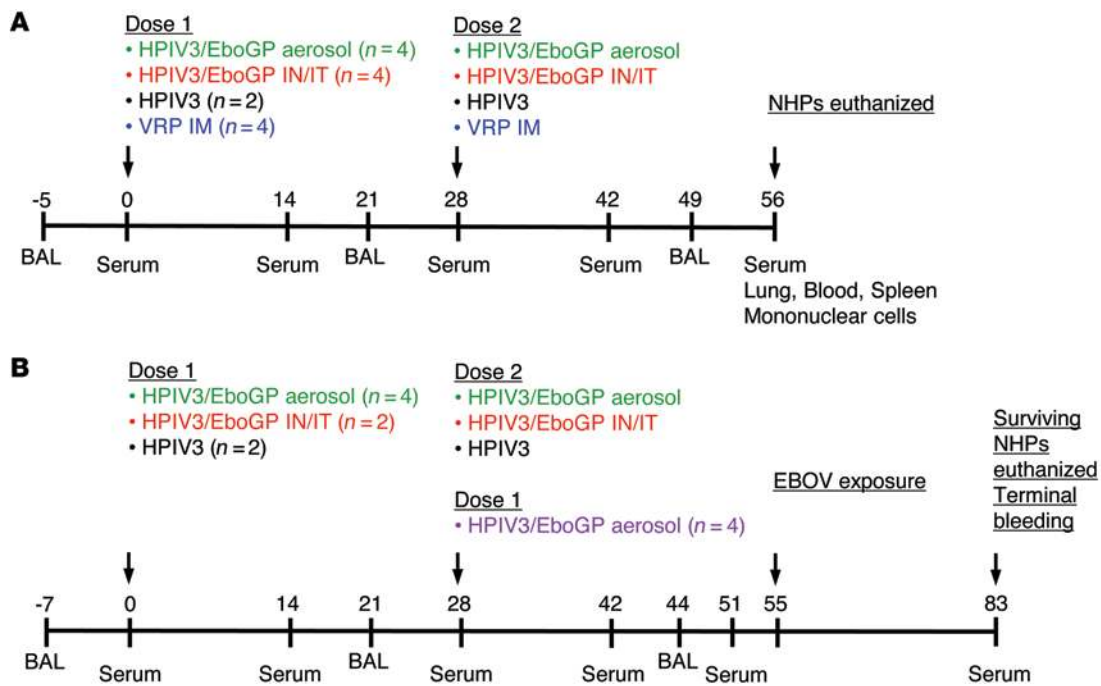 A
Dose 1
• HPIV3/EboGP aerosol (n = 4)
• HPIV3/EboGP IN/IT (n = 4)
• HPIV3 (n = 2)
• VRP IM (n = 4)
Dose 2
• HPIV3/EboGP aerosol
• HPIV3/EboGP IN/IT
• HPIV3
• VRP IM
NHPs euthanized
-5 0 14 21 28 42 49 56
BAL Serum Serum BAL Serum Serum BAL Serum
Lung, Blood, Spleen
Mononuclear cells
B
Dose 1
• HPIV3/EboGP aerosol (n = 4)
• HPIV3/EboGP IN/IT (n = 2)
• HPIV3 (n = 2)
Dose 2
• HPIV3/EboGP aerosol
• HPIV3/EboGP IN/IT
• HPIV3
Dose 1
• HPIV3/EboGP aerosol (n = 4)
EBOV exposure
Surviving
NHPs
euthanized
Terminal
bleeding
-7 0 14 21 28 42 44 51 55 83
BAL Serum Serum BAL Serum Serum BAL Serum Serum